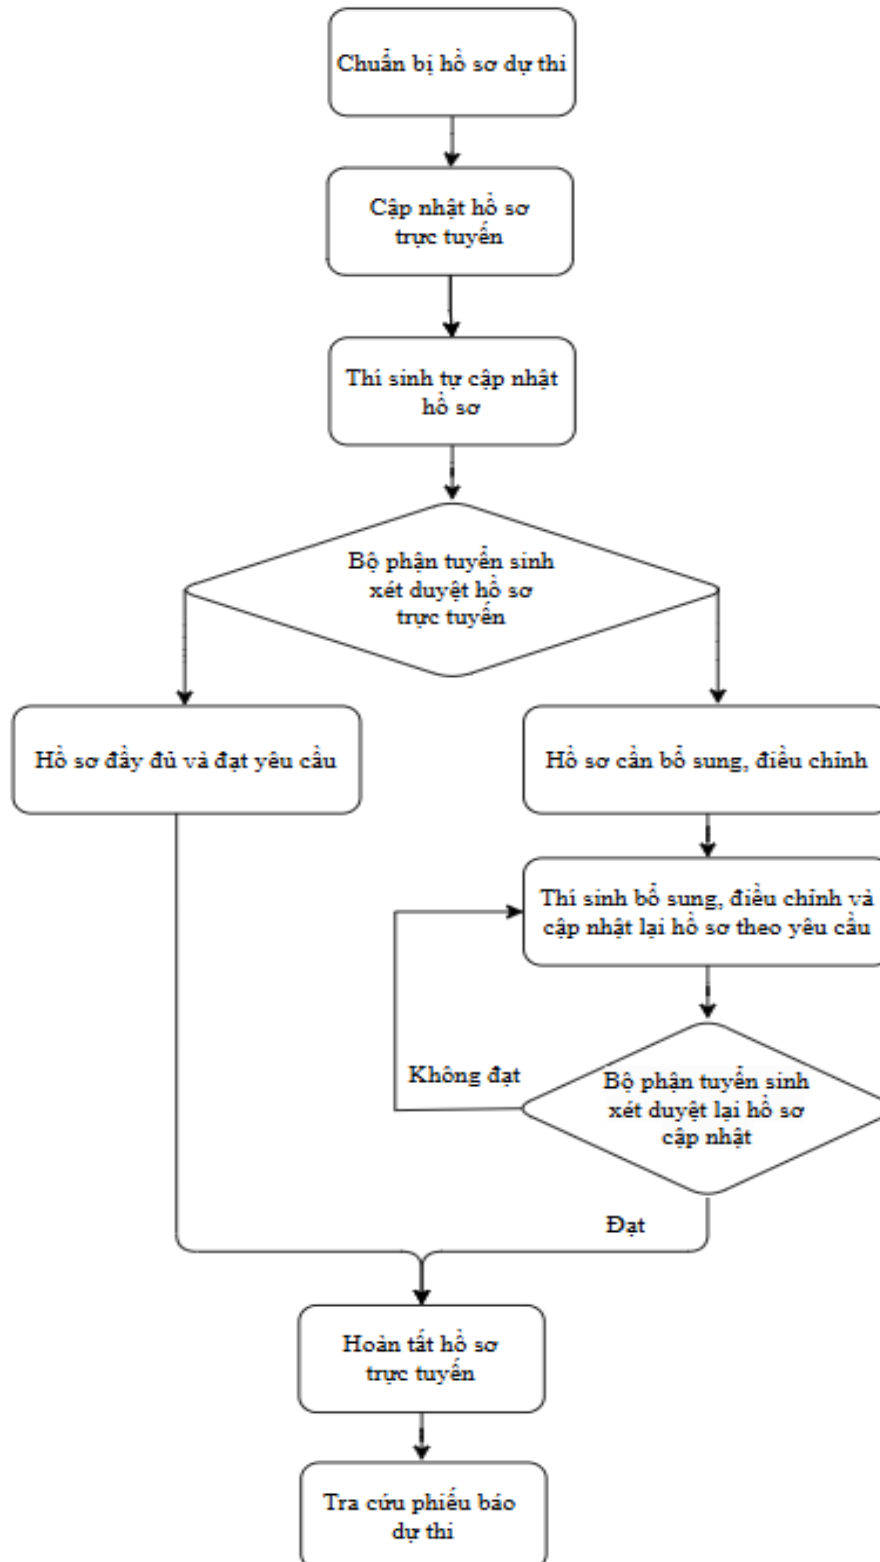 Chuẩn bị hồ sơ dự thi
Cập nhật hồ sơ
trực tuyến
Thí sinh tự cập nhật
hồ sơ
Bộ phận tuyển sinh
xét duyệt hồ sơ
trực tuyến
Hồ sơ đầy đủ và đạt yêu cầu
Hồ sơ cần bổ sung, điều chỉnh
Thí sinh bổ sung, điều chỉnh và
cập nhật lại hồ sơ theo yêu cầu
Không đạt
Bộ phận tuyển sinh
xét duyệt lại hồ sơ
cập nhật
Đạt
Hoàn tất hồ sơ
trực tuyến
Tra cứu phiếu báo
dự thi